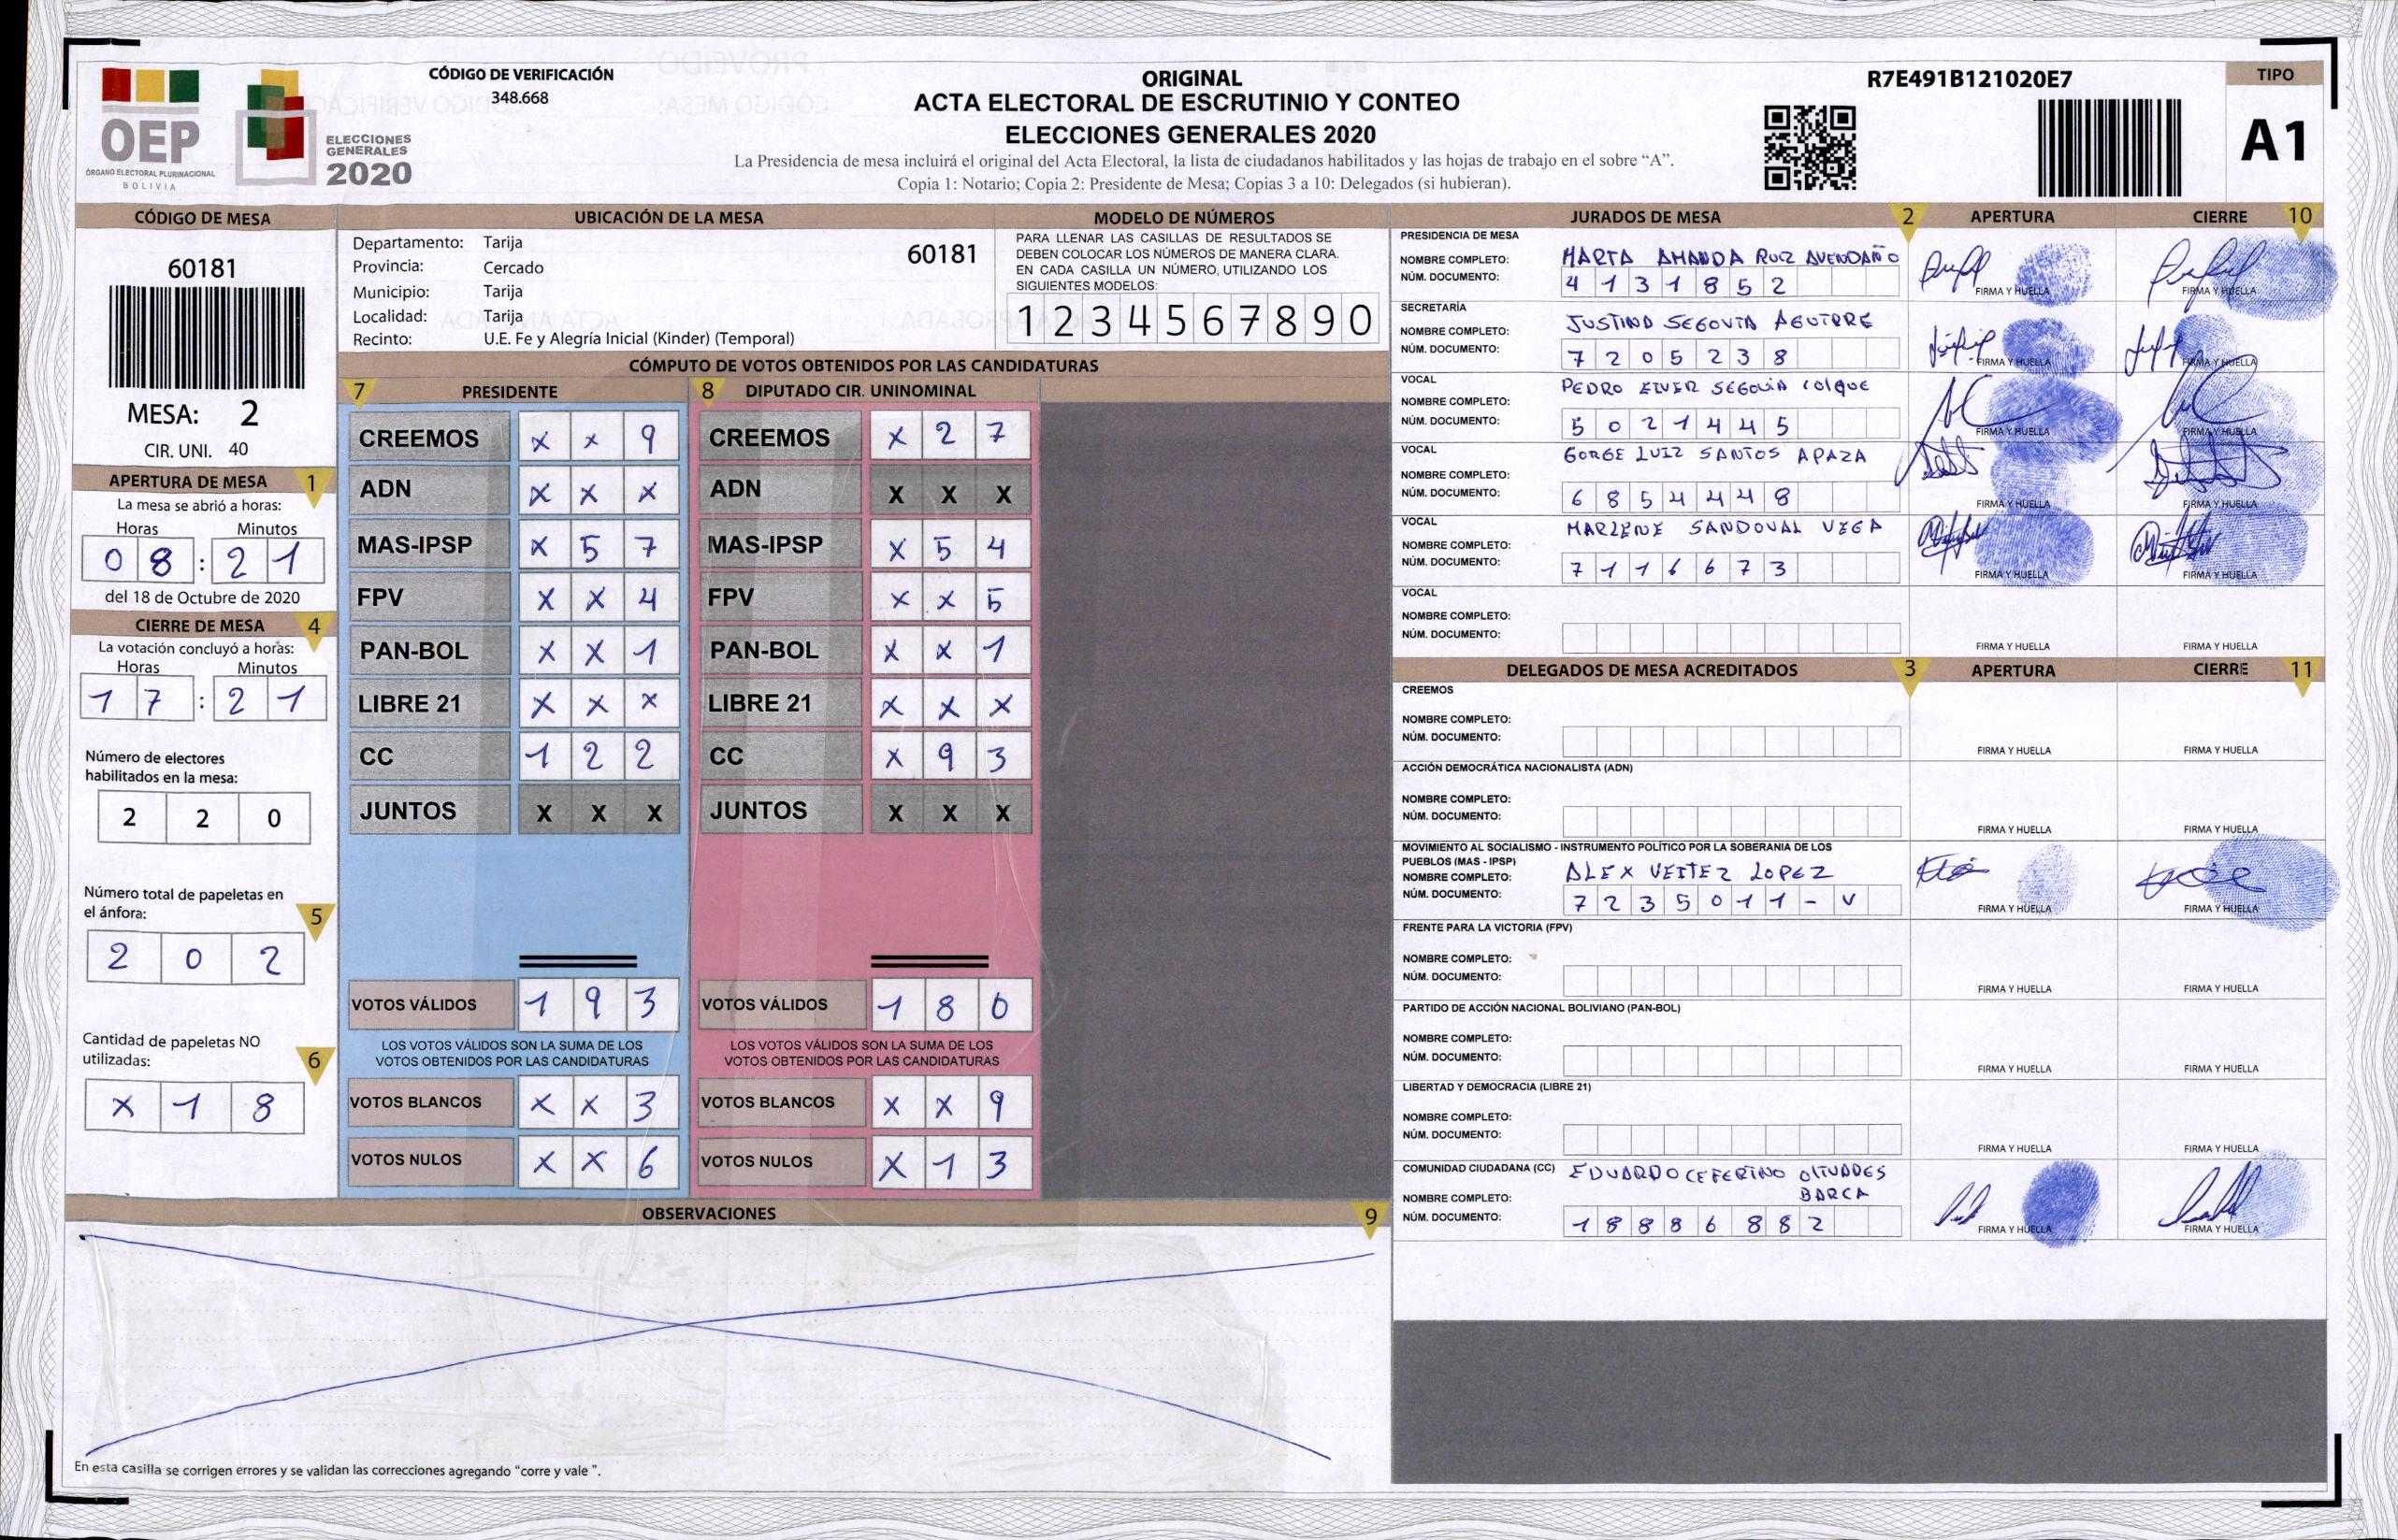 CÓDIGO DE VERIFICACIÓN
348.668
OEP
ÓRGANO ELECTORAL PLURINACIONAL
BOLIVIA
ELECCIONES
GENERALES
2020
ORIGINAL
ACTA ELECTORAL DE ESCRUTINIO Y CONTEO
ELECCIONES GENERALES 2020
La Presidencia de mesa incluirá el original del Acta Electoral, la lista de ciudadanos habilitados y las hojas de trabajo en el sobre “A”.
Copia 1: Notario; Copia 2: Presidente de Mesa; Copias 3 a 10: Delegados (si hubieran).
R7E491B121020E7
TIPO
A1
CÓDIGO DE MESA
60181
MESA: 2
CIR. UNI. 40
APERTURA DE MESA 1
La mesa se abrió a horas:
Horas Minutos
0 8 : 2 1
del 18 de Octubre de 2020
CIERRE DE MESA 4
La votación concluyó a horas:
Horas Minutos
1 7 : 2 1
Número de electores
habilitados en la mesa:
2 2 0
Número total de papeletas en
el ánfora: 5
2 0 2
Cantidad de papeletas NO
utilizadas: 6
X 1 8
UBICACIÓN DE LA MESA
Departamento: Tarija
60181
Provincia: Cercado
Municipio: Tarija
Localidad: Tarija
Recinto: U.E. Fe y Alegría Inicial (Kinder) (Temporal)
MODELO DE NÚMEROS
PARA LLENAR LAS CASILLAS DE RESULTADOS SE
DEBEN COLOCAR LOS NÚMEROS DE MANERA CLARA.
EN CADA CASILLA UN NÚMERO, UTILIZANDO LOS
SIGUIENTES MODELOS:
1 2 3 4 5 6 7 8 9 0
CÓMPUTO DE VOTOS OBTENIDOS POR LAS CANDIDATURAS
7 PRESIDENTE
CREEMOS X X 9
ADN X X X
MAS-IPSP X 5 7
FPV X X 4
PAN-BOL X X 1
LIBRE 21 X X X
CC 1 2 2
JUNTOS X X X
VOTOS VÁLIDOS 1 9 3
LOS VOTOS VÁLIDOS SON LA SUMA DE LOS
VOTOS OBTENIDOS POR LAS CANDIDATURAS
VOTOS BLANCOS X X 3
VOTOS NULOS X X 6
8 DIPUTADO CIR. UNINOMINAL
CREEMOS X 2 7
ADN X X X
MAS-IPSP X 5 4
FPV X X 5
PAN-BOL X X 1
LIBRE 21 X X X
CC X 9 3
JUNTOS X X X
VOTOS VÁLIDOS 1 8 0
LOS VOTOS VÁLIDOS SON LA SUMA DE LOS
VOTOS OBTENIDOS POR LAS CANDIDATURAS
VOTOS BLANCOS X X 9
VOTOS NULOS X 1 3
OBSERVACIONES 9
En esta casilla se corrigen errores y se validan las correcciones agregando “corre y vale ”.
JURADOS DE MESA 2 APERTURA CIERRE 10
PRESIDENCIA DE MESA
NOMBRE COMPLETO: MARTA AMANDA RUIZ AVENDAÑO
NÚM. DOCUMENTO: 4 1 3 1 8 5 2
FIRMA Y HUELLA FIRMA Y HUELLA
SECRETARÍA
NOMBRE COMPLETO: JUSTINO SEGOVIA AGUIRRE
NÚM. DOCUMENTO: 7 2 0 5 2 3 8
FIRMA Y HUELLA FIRMA Y HUELLA
VOCAL
NOMBRE COMPLETO: PEDRO ELVER SEGOVIA COLQUE
NÚM. DOCUMENTO: 5 0 2 1 4 4 5
FIRMA Y HUELLA FIRMA Y HUELLA
VOCAL
NOMBRE COMPLETO: GORGE LUIZ SANTOS APAZA
NÚM. DOCUMENTO: 6 8 5 4 4 4 8
FIRMA Y HUELLA FIRMA Y HUELLA
VOCAL
NOMBRE COMPLETO: MARLENE SANDOVAL VEGA
NÚM. DOCUMENTO: 7 1 1 6 6 7 3
FIRMA Y HUELLA FIRMA Y HUELLA
VOCAL
NOMBRE COMPLETO:
NÚM. DOCUMENTO:
FIRMA Y HUELLA FIRMA Y HUELLA
DELEGADOS DE MESA ACREDITADOS 3 APERTURA CIERRE 11
CREEMOS
NOMBRE COMPLETO:
NÚM. DOCUMENTO:
FIRMA Y HUELLA FIRMA Y HUELLA
ACCIÓN DEMOCRÁTICA NACIONALISTA (ADN)
NOMBRE COMPLETO:
NÚM. DOCUMENTO:
FIRMA Y HUELLA FIRMA Y HUELLA
MOVIMIENTO AL SOCIALISMO - INSTRUMENTO POLÍTICO POR LA SOBERANIA DE LOS
PUEBLOS (MAS - IPSP)
NOMBRE COMPLETO: ALEX VEITEZ LOPEZ
NÚM. DOCUMENTO: 7 2 3 5 0 1 1 - V
FIRMA Y HUELLA FIRMA Y HUELLA
FRENTE PARA LA VICTORIA (FPV)
NOMBRE COMPLETO:
NÚM. DOCUMENTO:
FIRMA Y HUELLA FIRMA Y HUELLA
PARTIDO DE ACCIÓN NACIONAL BOLIVIANO (PAN-BOL)
NOMBRE COMPLETO:
NÚM. DOCUMENTO:
FIRMA Y HUELLA FIRMA Y HUELLA
LIBERTAD Y DEMOCRACIA (LIBRE 21)
NOMBRE COMPLETO:
NÚM. DOCUMENTO:
FIRMA Y HUELLA FIRMA Y HUELLA
COMUNIDAD CIUDADANA (CC) EDUARDO CEFERINO
BARCA
NOMBRE COMPLETO:
NÚM. DOCUMENTO: 1 8 8 8 6 8 8 2
FIRMA Y HUELLA FIRMA Y HUELLA